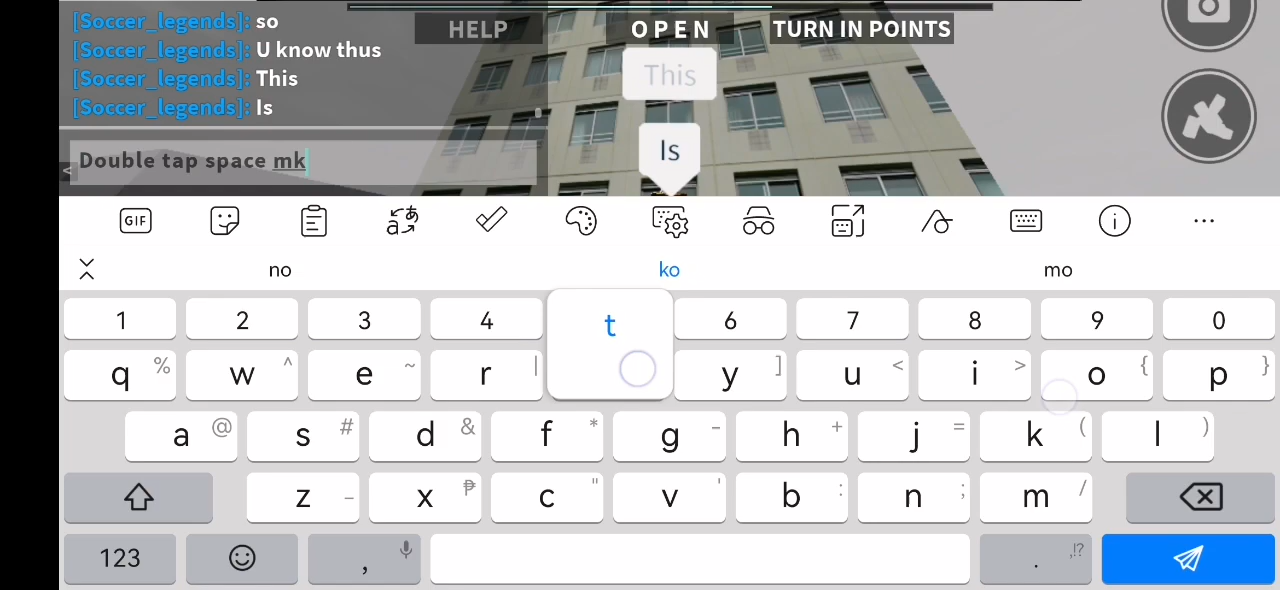 [Soccer_legends]: so
[Soccer_legends]: U know thus
[Soccer_legends]: This
[Soccer_legends]: Is
HELP
OPEN
TURN IN POINTS
This
Is
Double tap space mk
<
GIF
no
ko
mo
1 2 3 4 t 6 7 8 9 0
q % w ^ e ~ r | y ] u < i > o { p }
a @ s # d & f * g - h + j = k ( l )
z _ x ₱ c " v ' b : n ; m /
123 , . ,!?